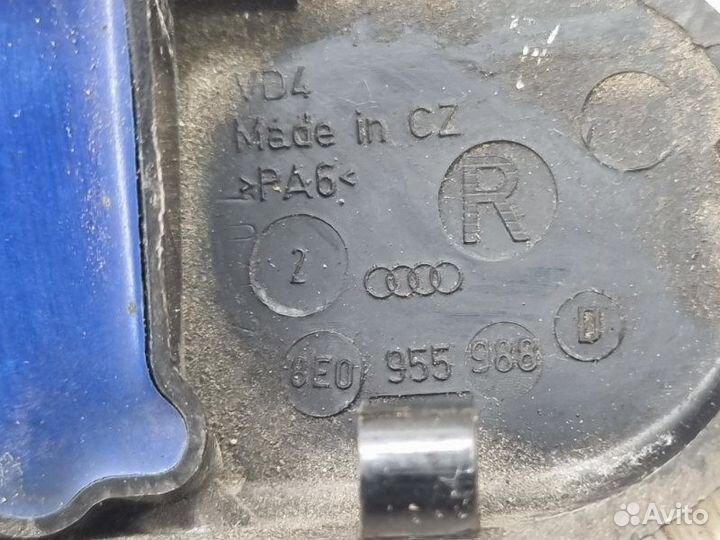 VD4
Made in CZ
>PA6<
R
2
8E0 955 988
D
Avito